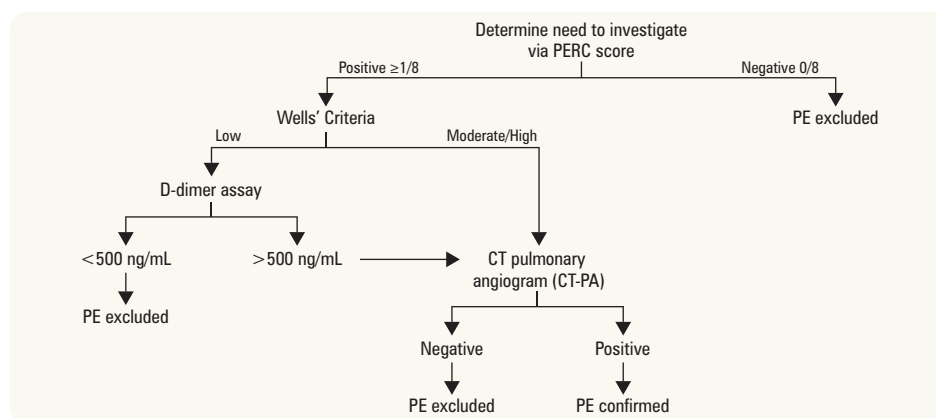 Determine need to investigate
via PERC score
Positive ≥1/8
Negative 0/8
Wells’ Criteria
PE excluded
Low
Moderate/High
D-dimer assay
<500 ng/mL
>500 ng/mL
CT pulmonary
angiogram (CT-PA)
PE excluded
Negative
Positive
PE excluded
PE confirmed